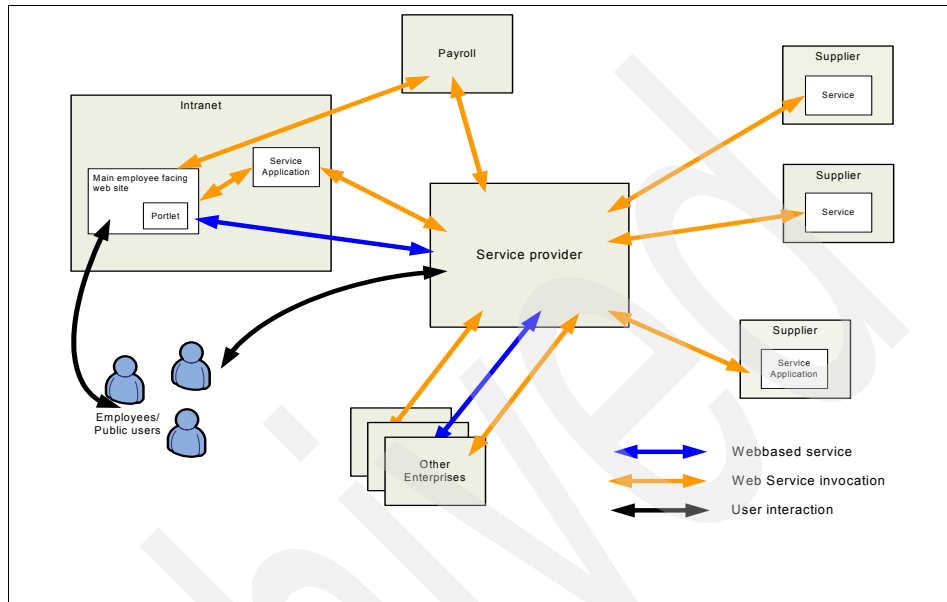 Payroll
Supplier
Service
Intranet
Service
Application
Main employee facing
web site
Portlet
Supplier
Service
Service provider
Supplier
Service
Application
Employees/
Public users
Other
Enterprises
Webbased service
Web Service invocation
User interaction